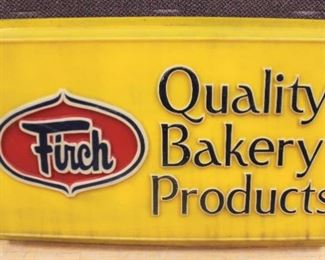 Firch
Quality
Bakery
Products